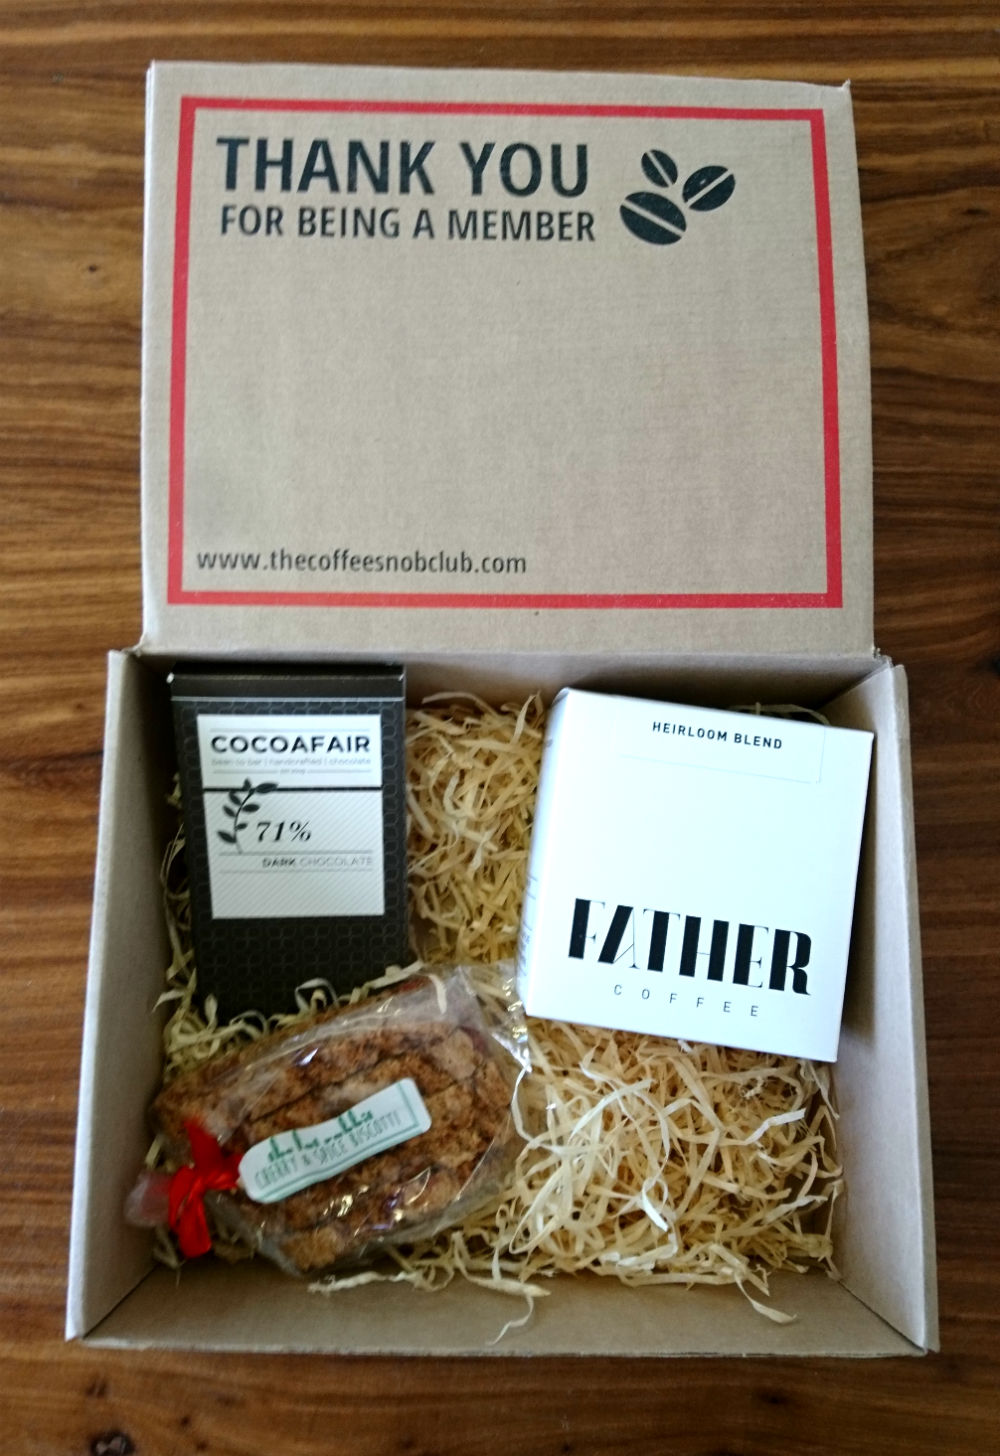 THANK YOU
FOR BEING A MEMBER
www.thecoffeesnobclub.com
COCOAFAIR
bean to bar | handcrafted | chocolate
71%
DARK CHOCOLATE
HEIRLOOM BLEND
FATHER
COFFEE
CHERRY & SPICE BISCOTTI